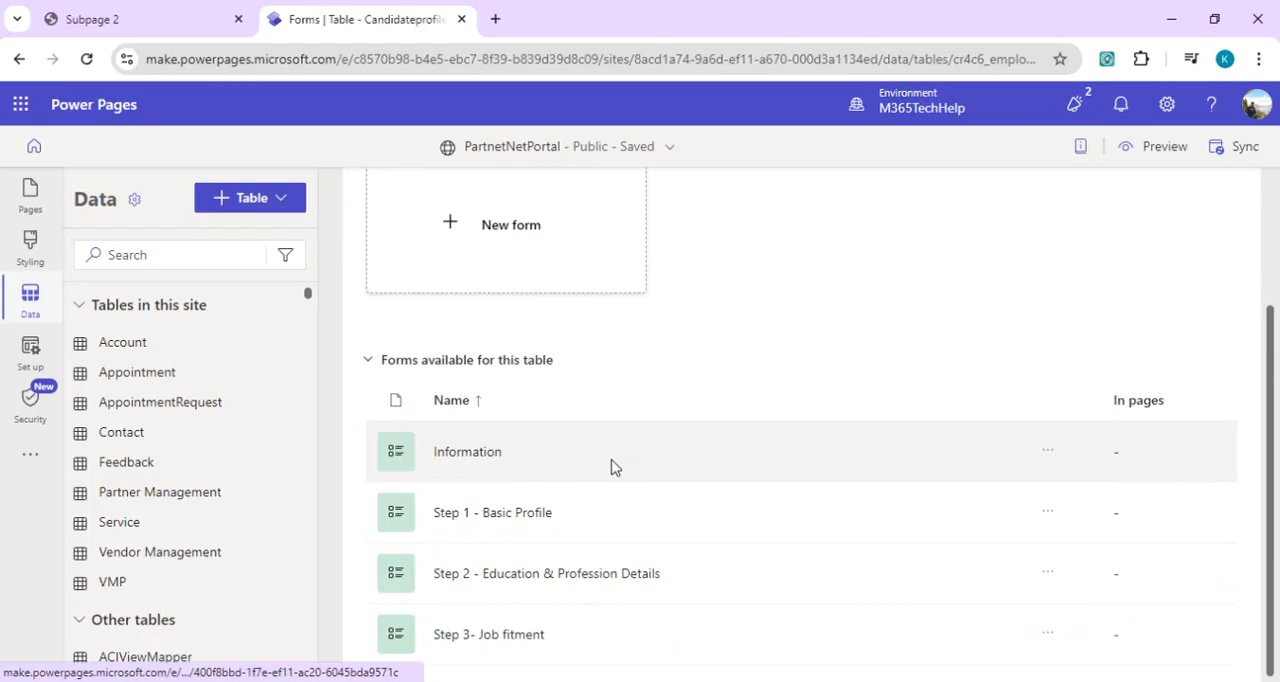 Subpage 2
Forms | Table - Candidateprofile
make.powerpages.microsoft.com/e/c8570b98-b4e5-ebc7-8f39-b839d39d8c09/sites/8acd1a74-9a6d-ef11-a670-000d3a1134ed/data/tables/cr4c6_emplo...
K
Power Pages
Environment
M365TechHelp
2
PartnetNetPortal - Public - Saved
Preview
Sync
Pages
Styling
Data
Set up
New
Security
Data
Table
Search
Tables in this site
Account
Appointment
AppointmentRequest
Contact
Feedback
Partner Management
Service
Vendor Management
VMP
Other tables
ACIViewMapper
New form
Forms available for this table
Name ↑
In pages
Information
-
Step 1 - Basic Profile
-
Step 2 - Education & Profession Details
-
Step 3- Job fitment
-
make.powerpages.microsoft.com/e/.../400f8bbd-1f7e-ef11-ac20-6045bda9571c